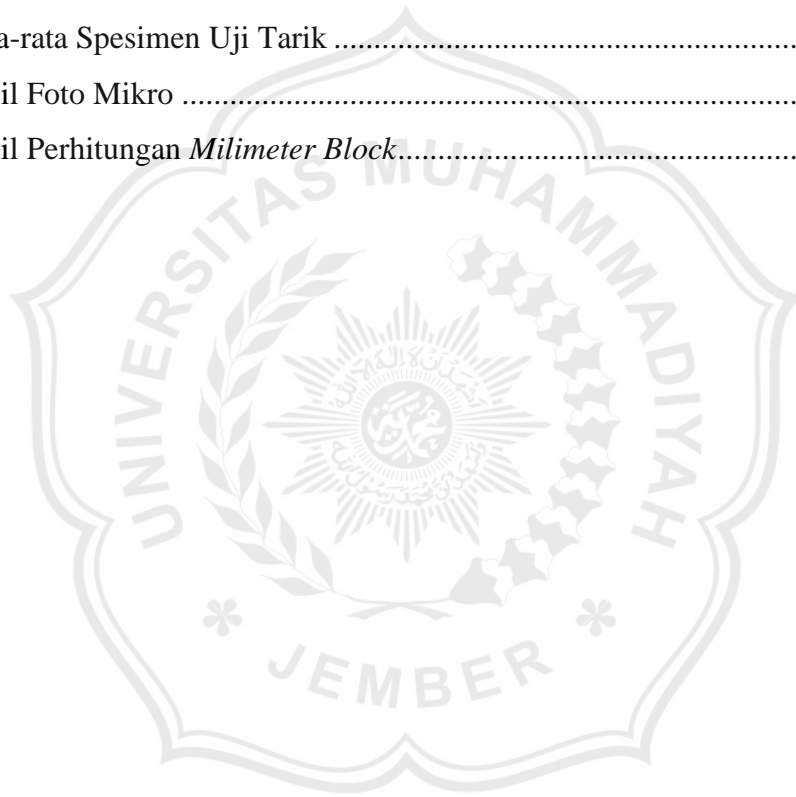 a-rata Spesimen Uji Tarik ..........................................................
il Foto Mikro .............................................................................
il Perhitungan Milimeter Block..................................................
UNIVERSITAS MUHAMMADIYAH
JEMBER